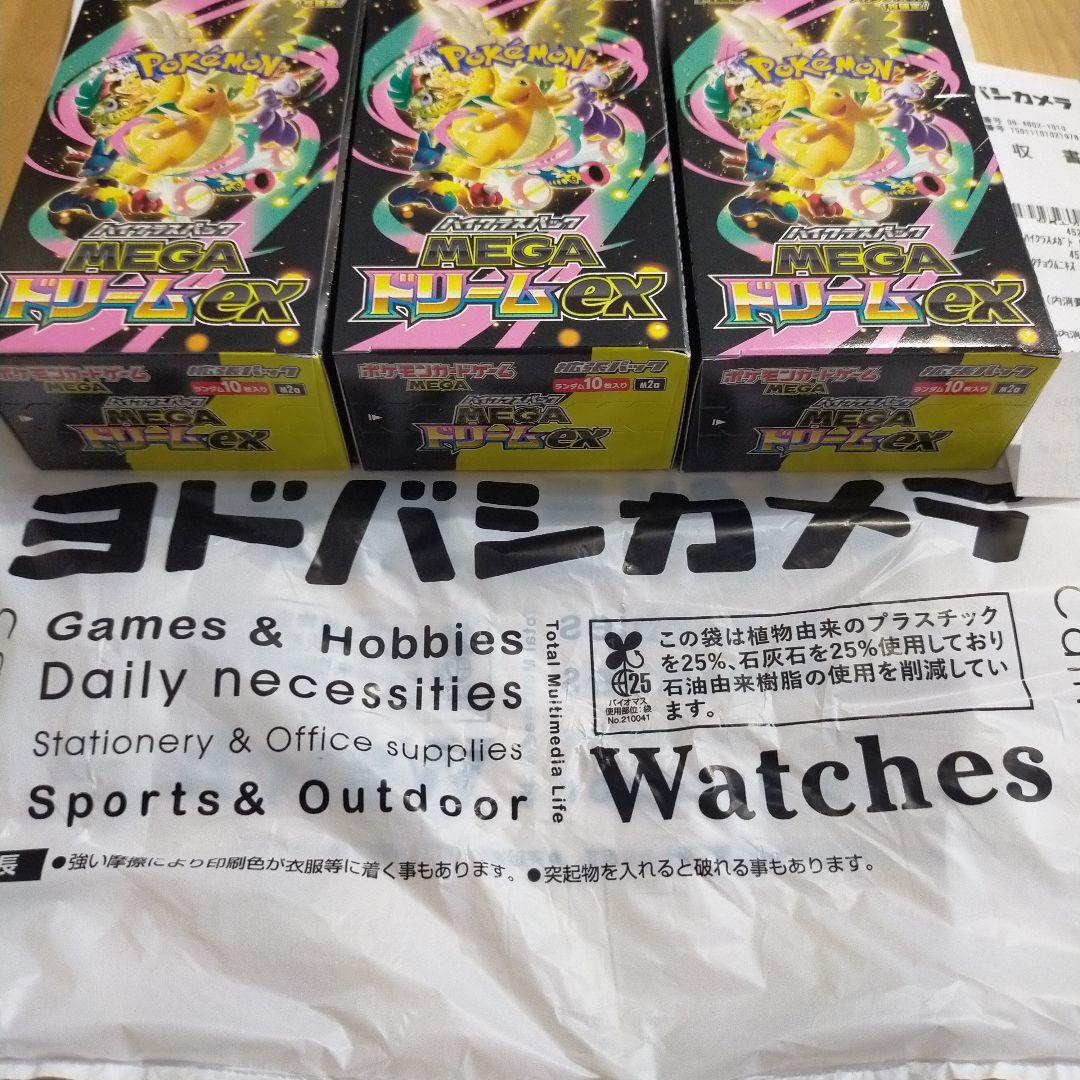 Pokémon
ハイクラスパック
MEGA
ドリームex
ポケモンカードゲーム
MEGA
拡張パック
ランダム10枚入り
M2a
ハイクラスパック
MEGA
ドリームex
Pokémon
ハイクラスパック
MEGA
ドリームex
ポケモンカードゲーム
MEGA
拡張パック
ランダム10枚入り
M2a
ハイクラスパック
MEGA
ドリームex
Pokémon
ハイクラスパック
MEGA
ドリームex
ポケモンカードゲーム
MEGA
拡張パック
ランダム10枚入り
M2a
ハイクラスパック
MEGA
ドリームex
バシカメラ
番号 06-4802-1010
収 書
ヨドバシカメラ
Games & Hobbies
Daily necessities
Stationery & Office supplies
Sports & Outdoor
Total Multimedia Life
この袋は植物由来のプラスチック
を25%、石灰石を25%使用しており
石油由来樹脂の使用を削減してい
ます。
25
バイオマス
使用部位:袋
No.210041
Watches
●強い摩擦により印刷色が衣服等に着く事もあります。●突起物を入れると破れる事もあります。